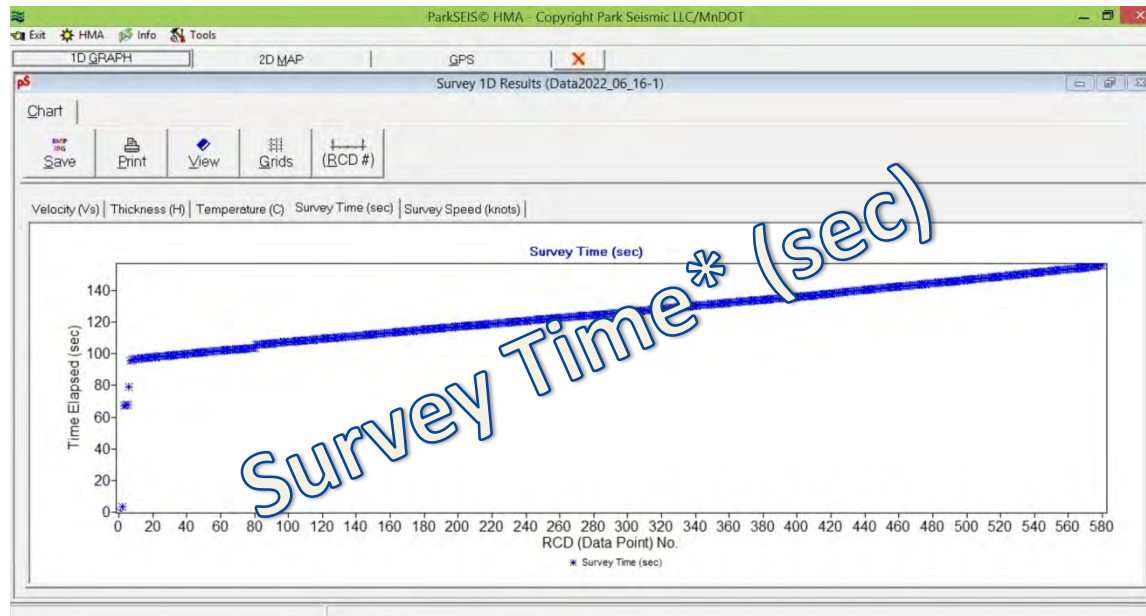 ParkSEIS© HMA - Copyright Park Seismic LLC/MnDOT
Exit HMA Info Tools
1D GRAPH 2D MAP GPS X
pS Survey 1D Results (Data2022_06_16-1)
Chart
BMP
JPG
Save Print View Grids (RCD #)
Velocity (Vs) Thickness (H) Temperature (C) Survey Time (sec) Survey Speed (knots)
Survey Time (sec)
Survey Time* (sec)
Time Elapsed (sec)
140
120
100
80
60
40
20
0
0 20 40 60 80 100 120 140 160 180 200 220 240 260 280 300 320 340 360 380 400 420 440 460 480 500 520 540 560 580
RCD (Data Point) No.
Survey Time (sec)